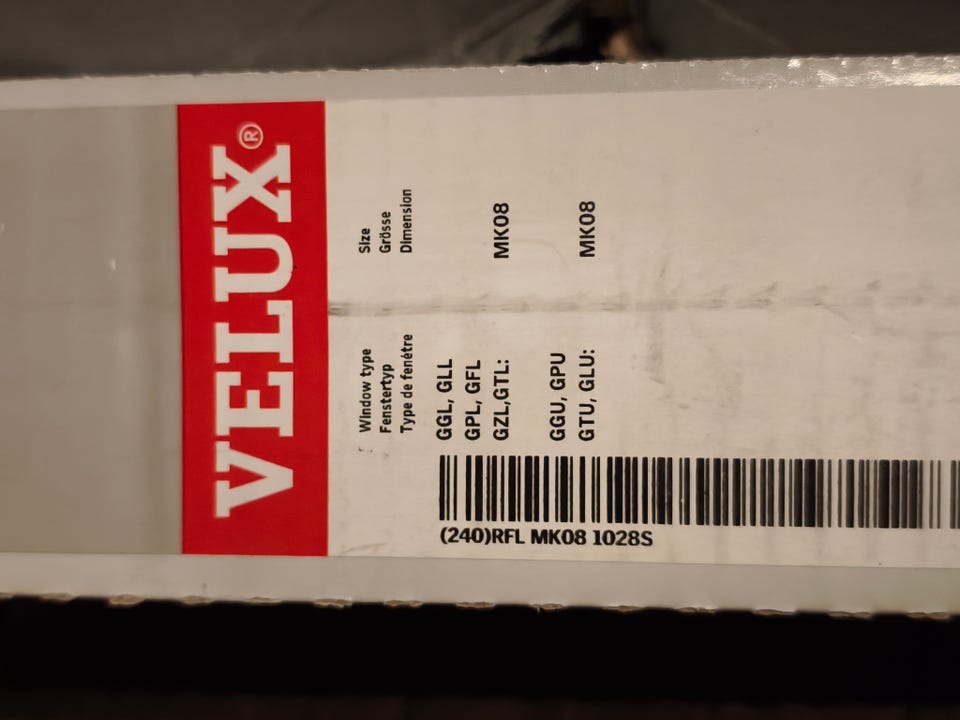 VELUX®
Window type Size
Fenstertyp Grösse
Type de fenêtre Dimension
GGL, GLL
GPL, GFL
GZL,GTL: MK08
GGU, GPU
GTU, GLU: MK08
(240)RFL MK08 1028S